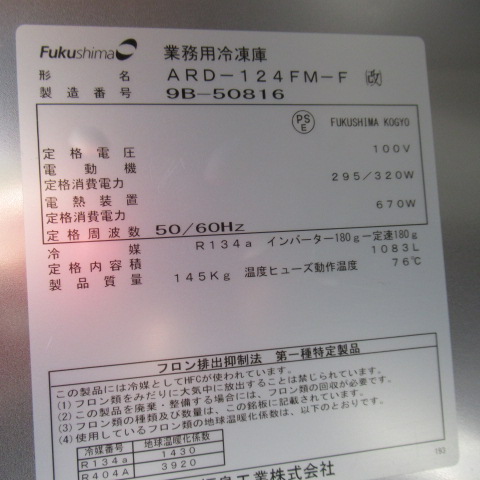 Fukushima 業務用冷凍庫
形 名 ARD-124FM-F 改
製造番号 9B-50816
PS E FUKUSHIMA KOGYO
定格電圧 100V
電動機
定格消費電力 295/320W
電熱装置
定格消費電力 670W
定格周波数 50/60Hz
冷 媒 R134a インバーター180g一定速180g
定格内容積 1083L
製品質量 145Kg 温度ヒューズ動作温度 76℃
フロン排出抑制法 第一種特定製品
この製品には冷媒としてHFCが使われています。
(1)フロン類をみだりに大気中に放出することは禁じられています。
(2)この製品を廃棄・整備する場合には、フロン類の回収が必要です。
(3)フロン類の種類及び数量は、この銘板に記載されています。
(4)使用しているフロン類の地球温暖化係数は、以下のとおりです。
冷媒番号 地球温暖化係数
R134a 1430
R404A 3920
193
島工業株式会社